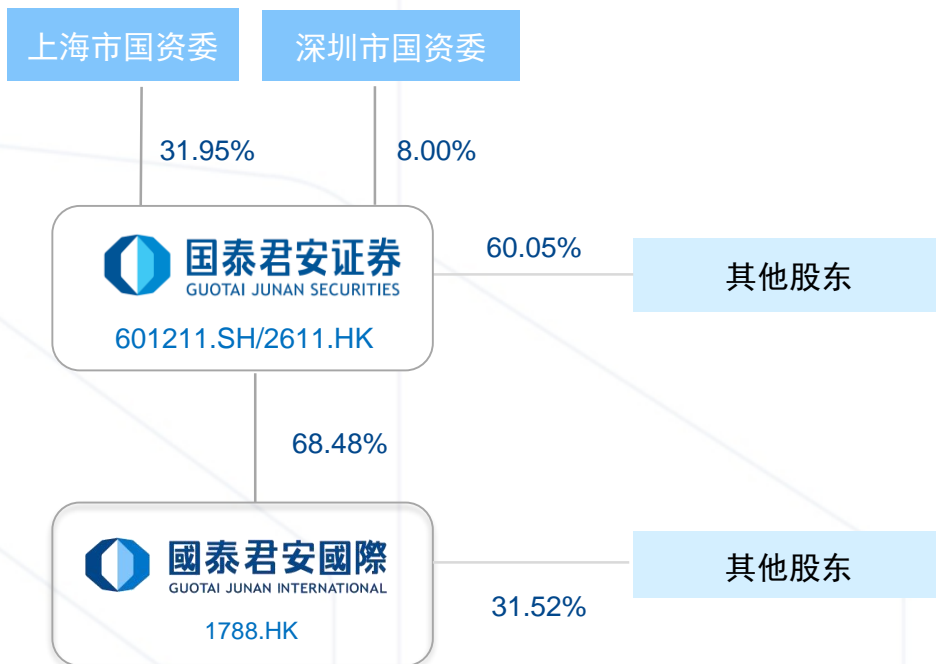 上海市国资委
深圳市国资委
31.95%
8.00%
国泰君安证券
GUOTAI JUNAN SECURITIES
601211.SH/2611.HK
60.05%
其他股东
68.48%
國泰君安國際
GUOTAI JUNAN INTERNATIONAL
1788.HK
31.52%
其他股东